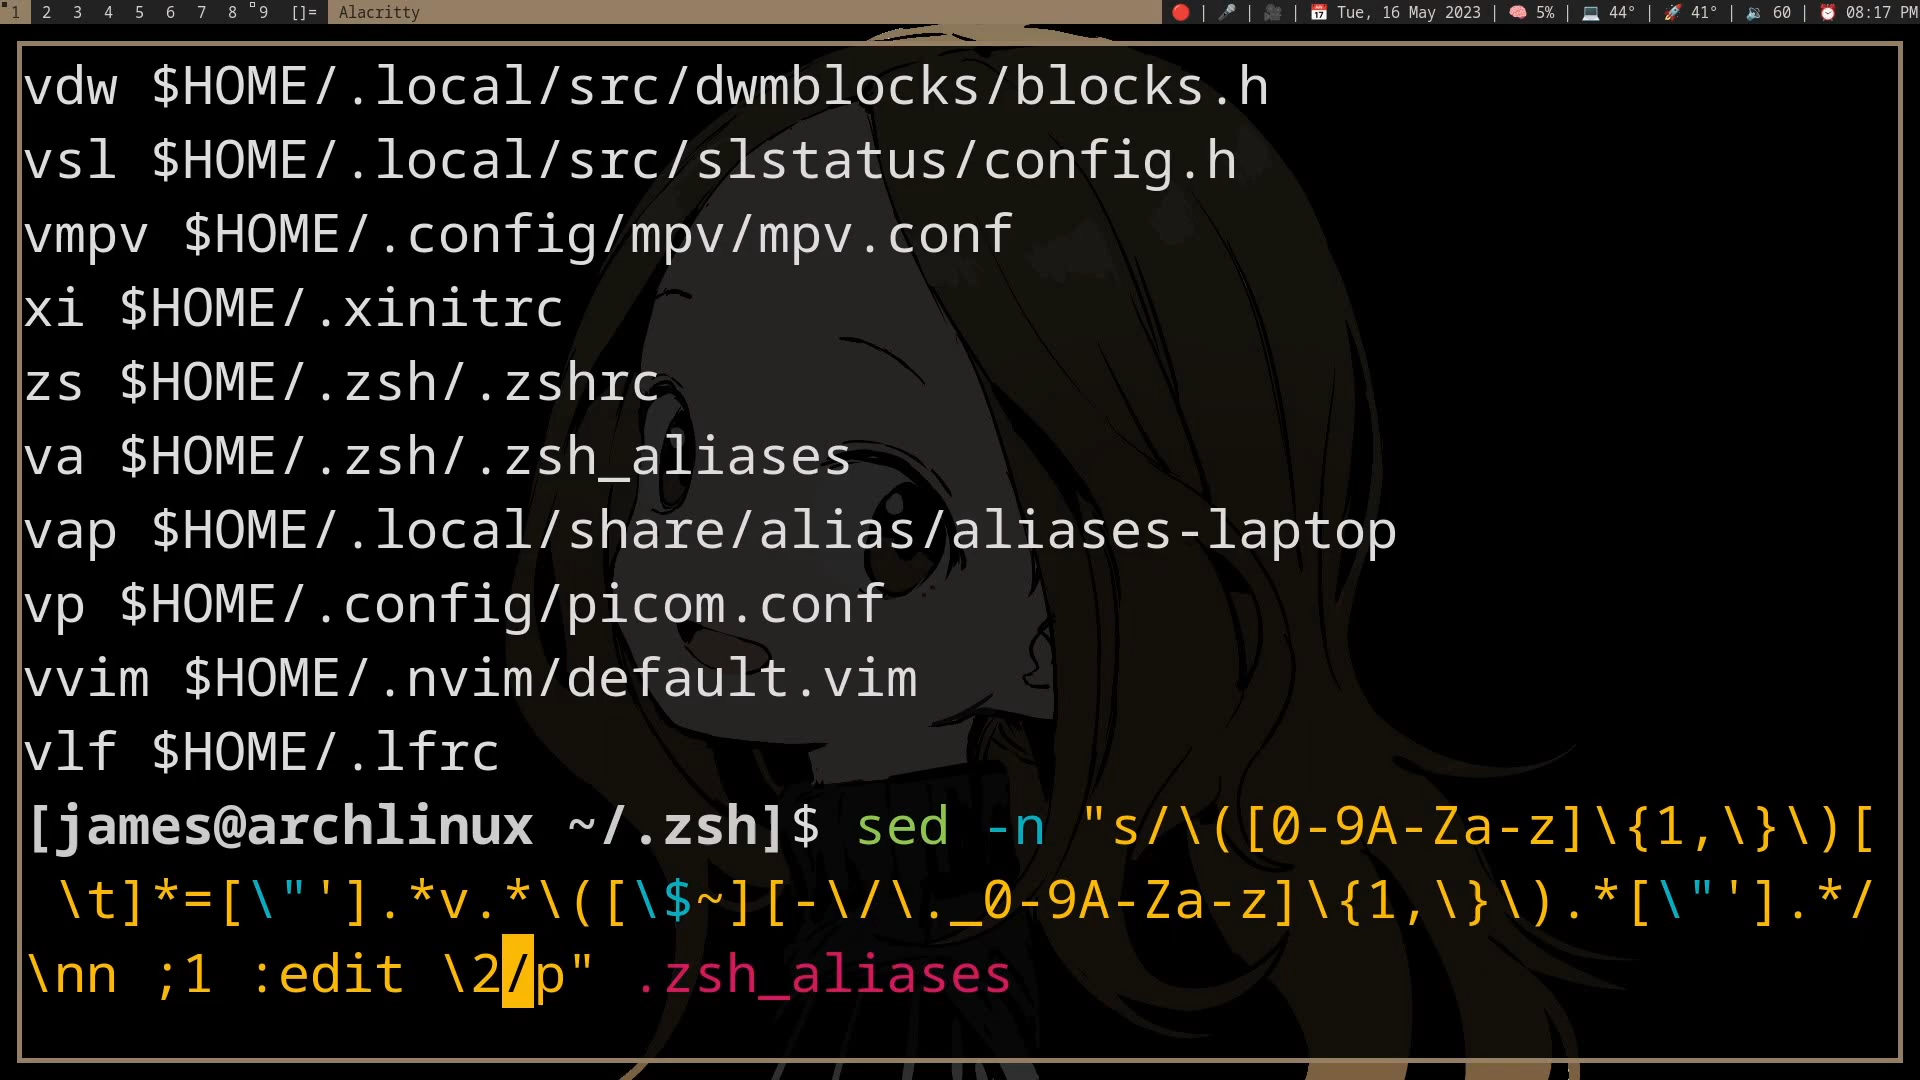 1 2 3 4 5 6 7 8 9 []= Alacritty 🔴 | 🎤 | 🎥 | 📅 Tue, 16 May 2023 | 🧠 5% | 💻 44° | 🚀 41° | 🔉 60 | ⏰ 08:17 PM
vdw $HOME/.local/src/dwmblocks/blocks.h
vsl $HOME/.local/src/slstatus/config.h
vmpv $HOME/.config/mpv/mpv.conf
xi $HOME/.xinitrc
zs $HOME/.zsh/.zshrc
va $HOME/.zsh/.zsh_aliases
vap $HOME/.local/share/alias/aliases-laptop
vp $HOME/.config/picom.conf
vvim $HOME/.nvim/default.vim
vlf $HOME/.lfrc
[james@archlinux ~/.zsh]$ sed -n "s/\([0-9A-Za-z]\{1,\}\)[
 \t]*=[\"'].*v.*\([\$~][-\/\._0-9A-Za-z]\{1,\}\).*[\"'].*/
\nn ;1 :edit \2/p" .zsh_aliases